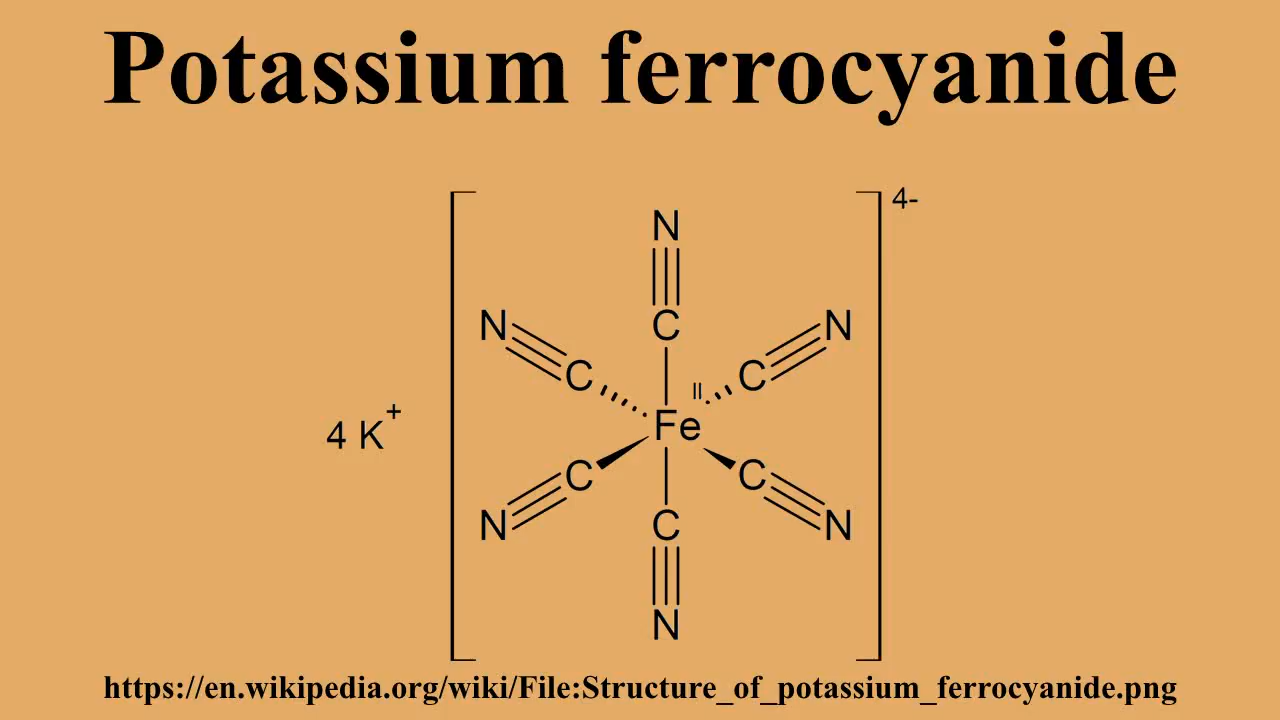 Potassium ferrocyanide
4-
N
N
N
C
C
C
II
4 K+
Fe
C
C
N
C
N
N
https://en.wikipedia.org/wiki/File:Structure_of_potassium_ferrocyanide.png